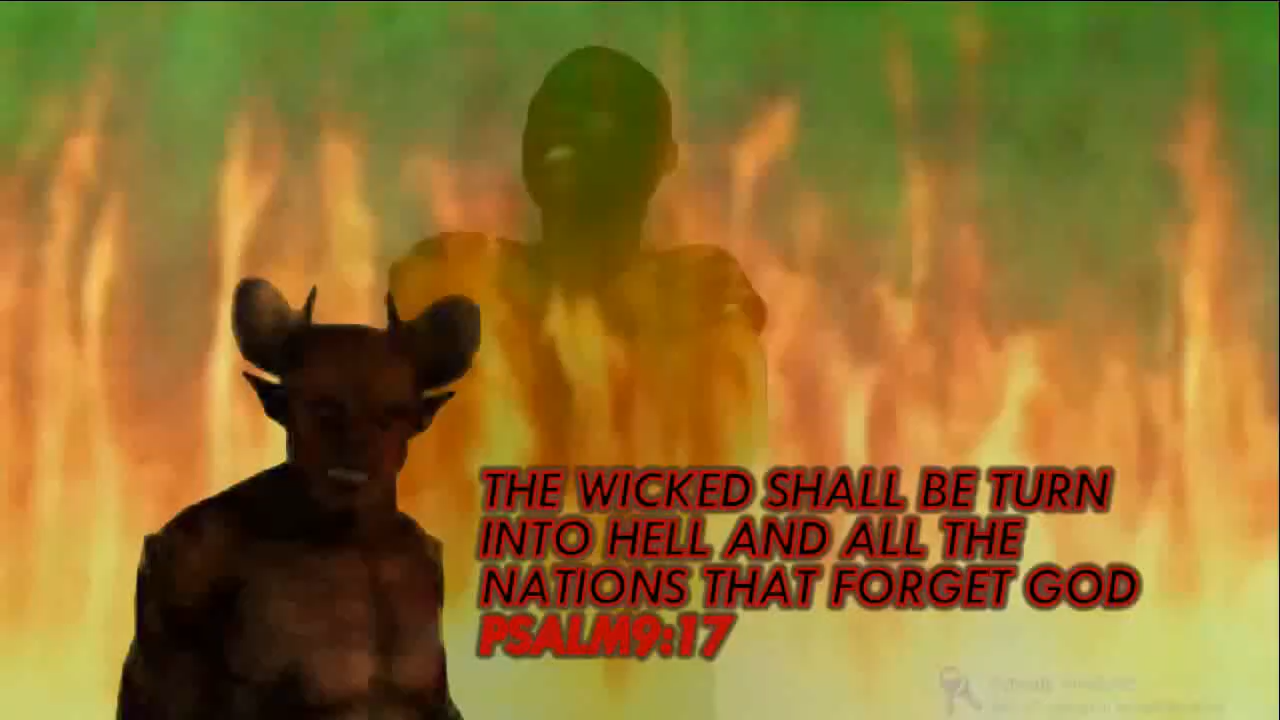 THE WICKED SHALL BE TURN
INTO HELL AND ALL THE
NATIONS THAT FORGET GOD
PSALM9:17